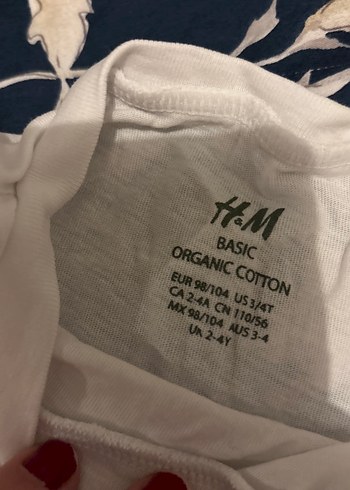 H&M
BASIC
ORGANIC COTTON
EUR 98/104 US 3/4T
CA 2-4A CN 110/56
MX 98/104 AUS 3-4
UK 2-4Y